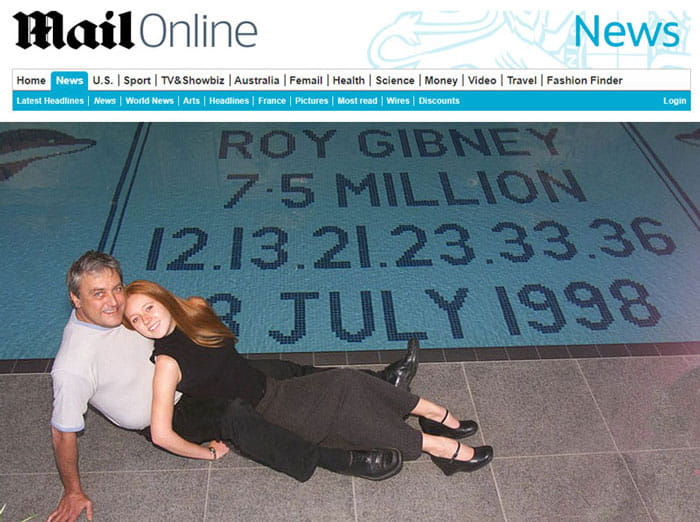 Mail Online
News
Home News U.S. Sport TV&Showbiz Australia Femail Health Science Money Video Travel Fashion Finder
Latest Headlines News World News Arts Headlines France Pictures Most read Wires Discounts Login
ROY GIBNEY
7·5 MILLION
12.13.21.23.33.36
JULY 1998